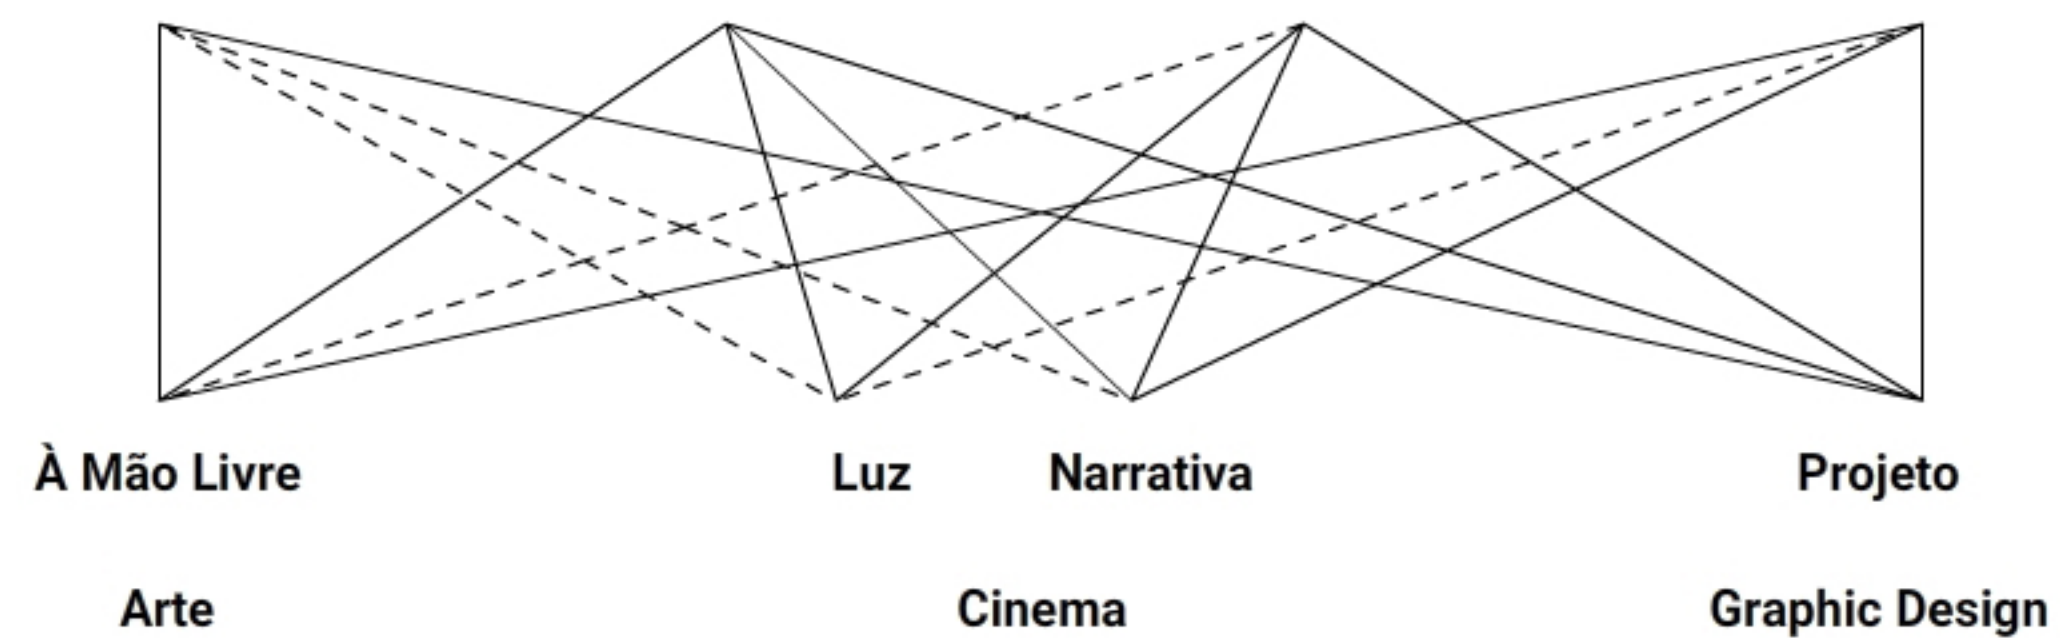 À Mão Livre Luz Narrativa Projeto
Arte Cinema Graphic Design